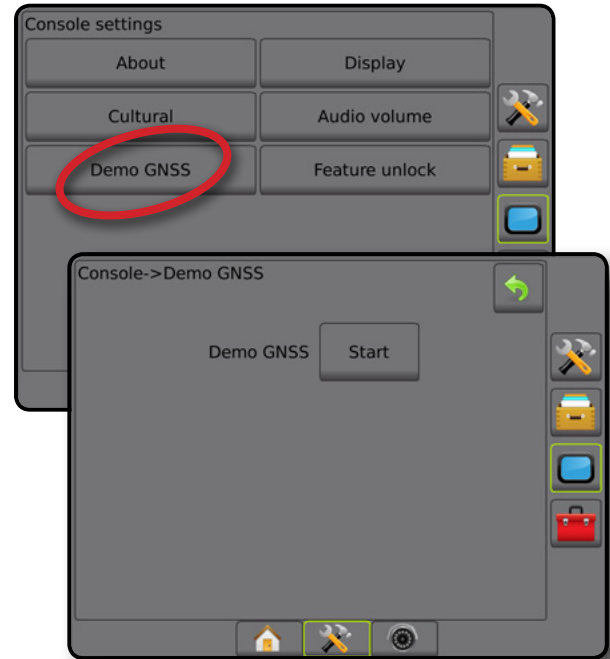 Console settings
About
Display
Cultural
Audio volume
Demo GNSS
Feature unlock
Console->Demo GNSS
Demo GNSS
Start